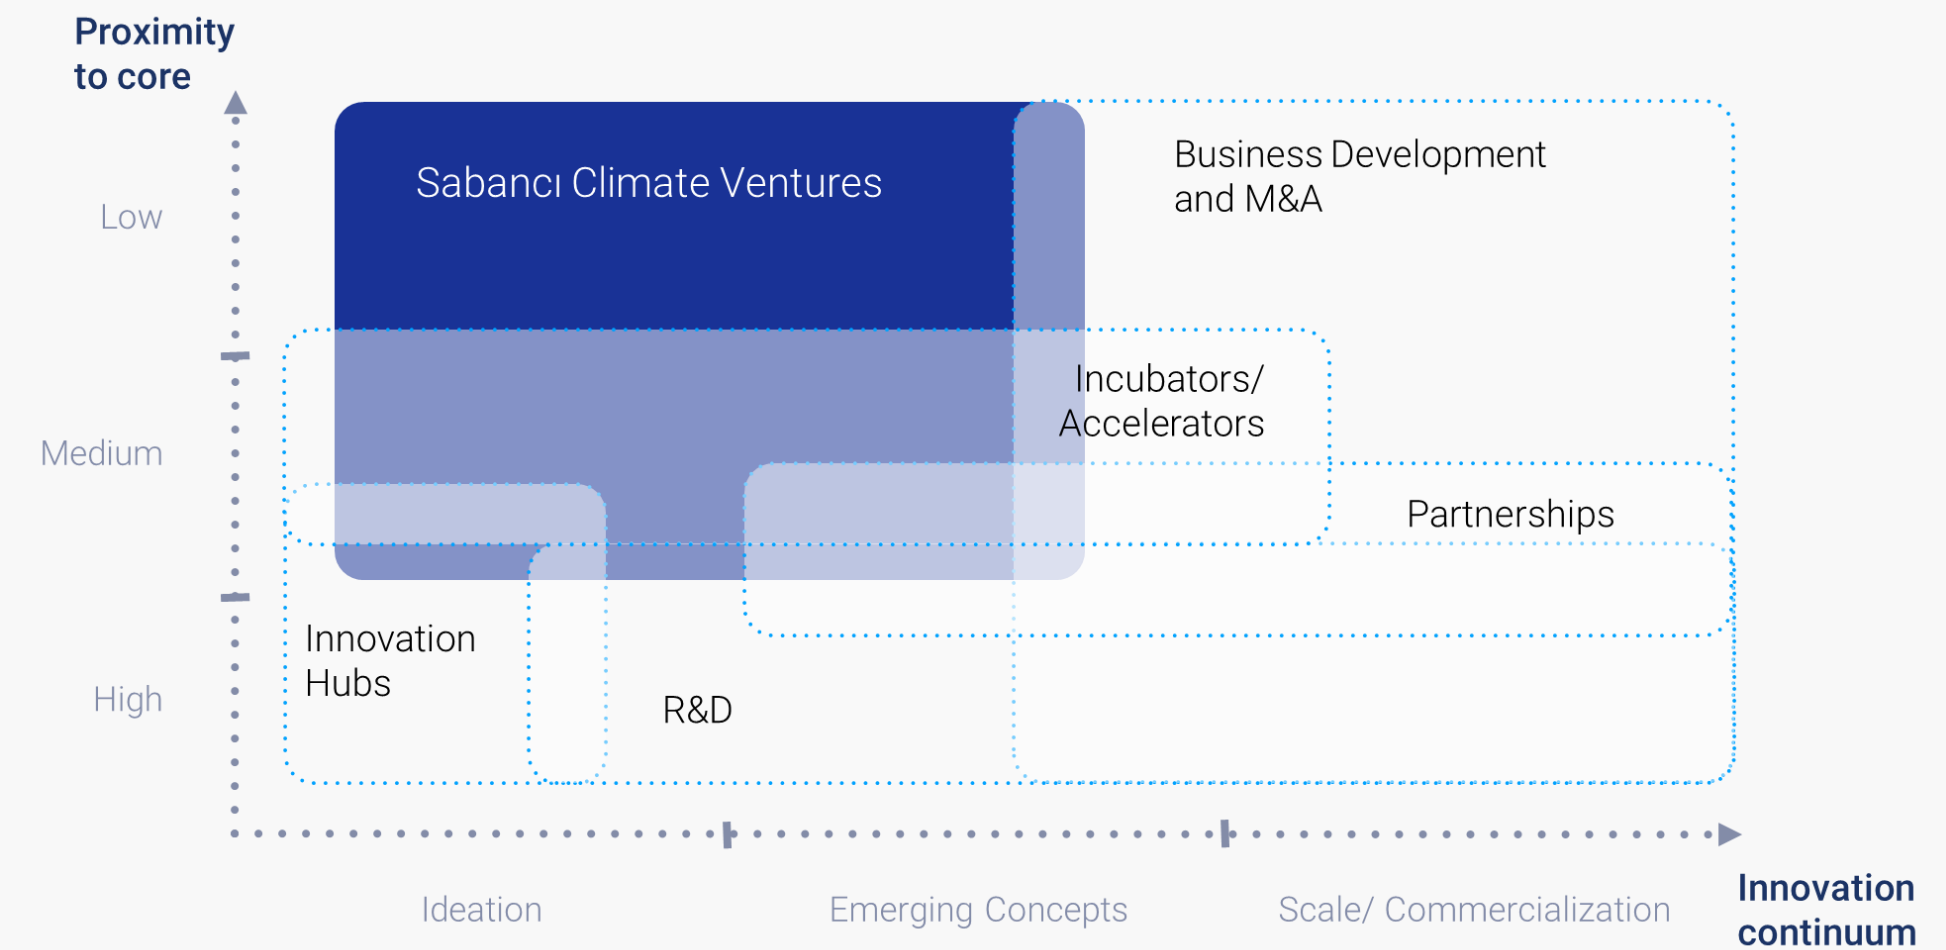 Proximity
to core
Sabancı Climate Ventures
Business Development
and M&A
Low
Incubators/
Accelerators
Medium
Partnerships
Innovation
Hubs
High
R&D
Ideation
Emerging Concepts
Scale/ Commercialization
Innovation
continuum